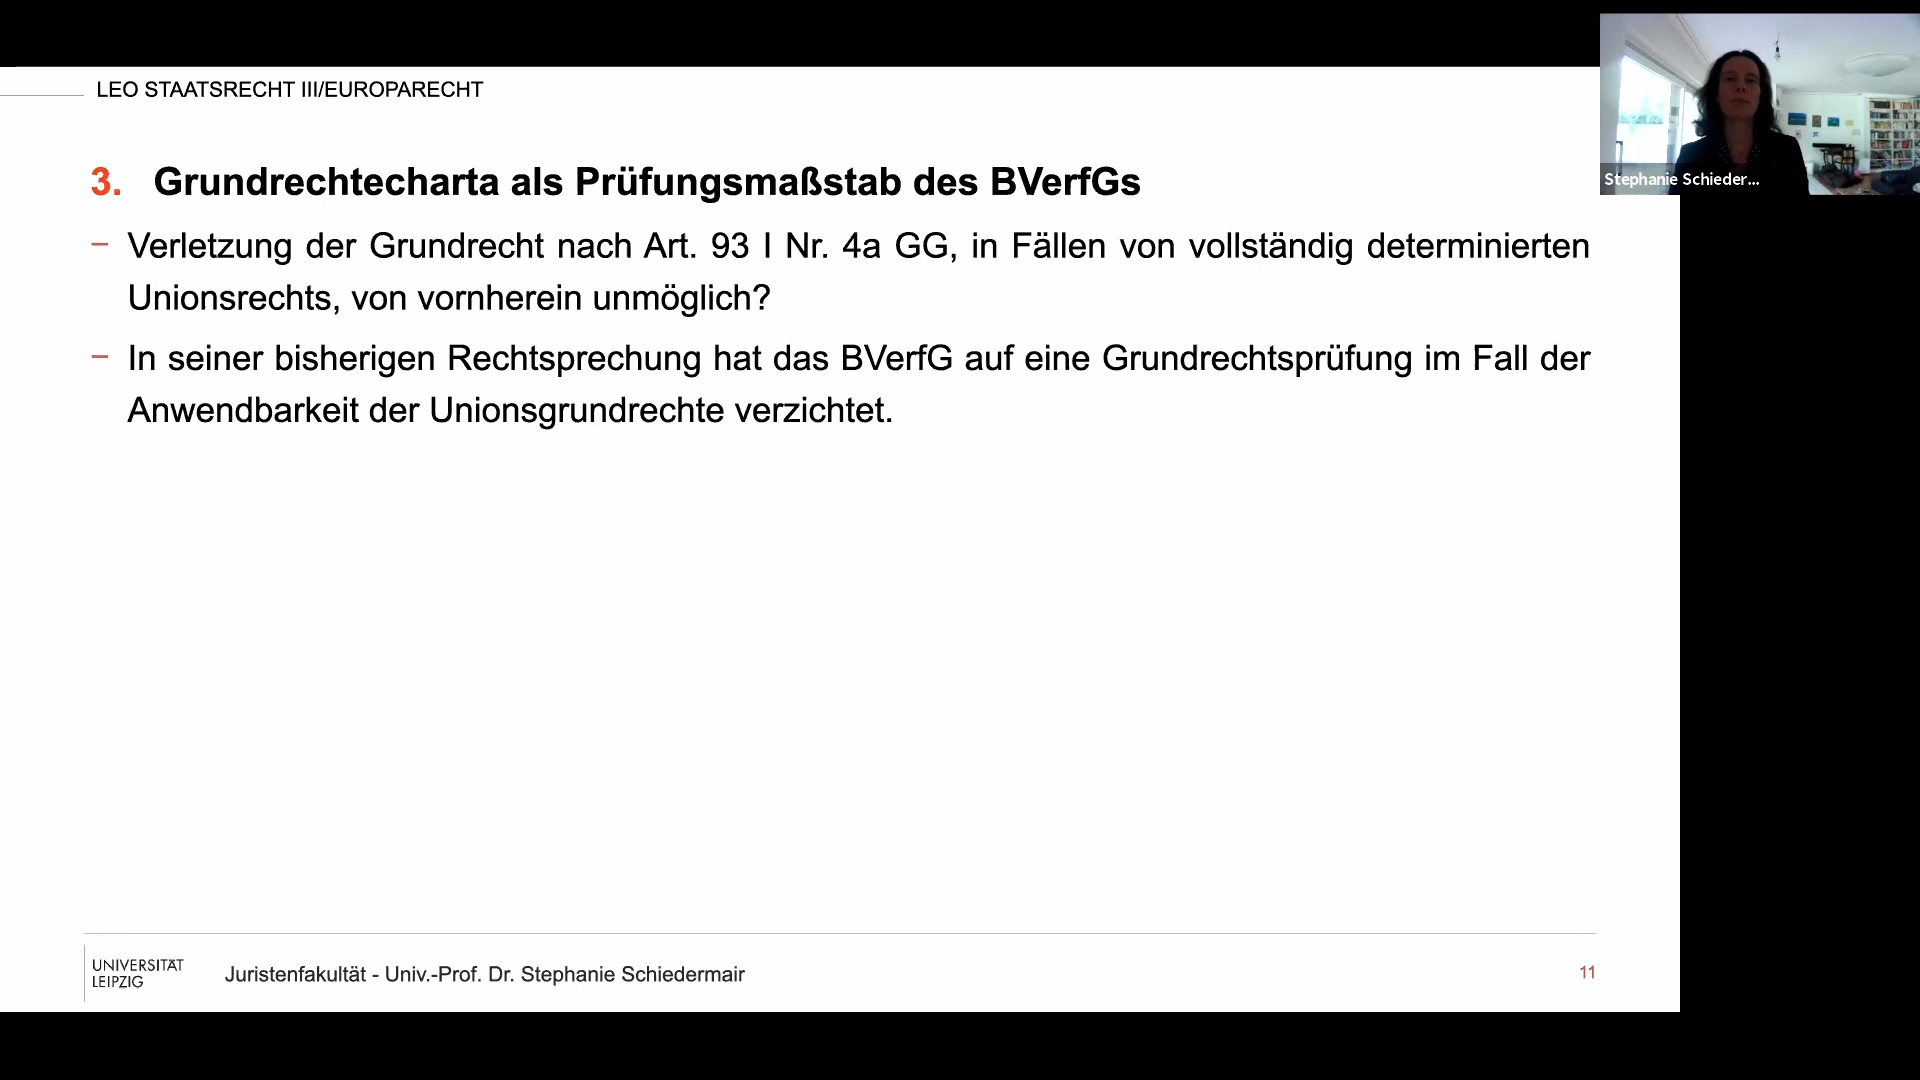 LEO STAATSRECHT III/EUROPARECHT
Stephanie Schieder...
3. Grundrechtecharta als Prüfungsmaßstab des BVerfGs
− Verletzung der Grundrecht nach Art. 93 I Nr. 4a GG, in Fällen von vollständig determinierten
Unionsrechts, von vornherein unmöglich?
− In seiner bisherigen Rechtsprechung hat das BVerfG auf eine Grundrechtsprüfung im Fall der
Anwendbarkeit der Unionsgrundrechte verzichtet.
UNIVERSITÄT
LEIPZIG
Juristenfakultät - Univ.-Prof. Dr. Stephanie Schiedermair
11